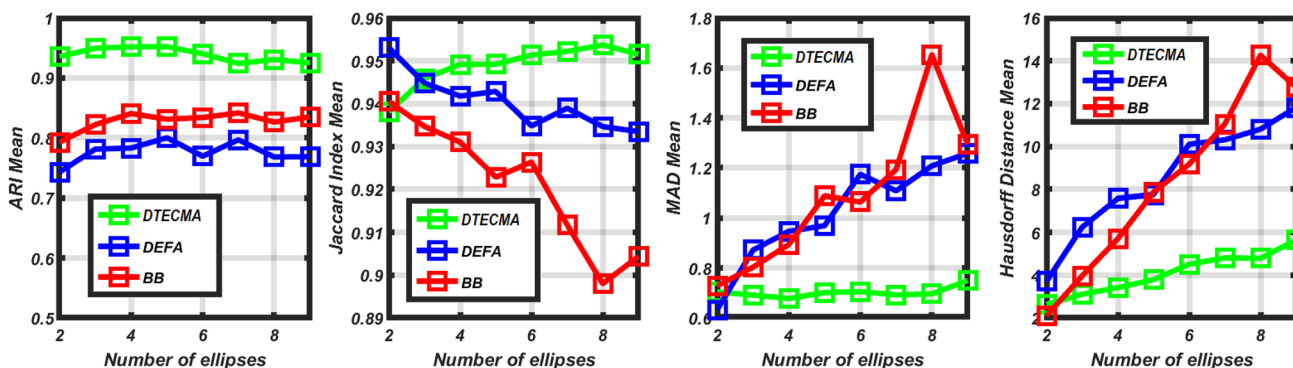 ARI Mean
1
0.9
0.8
0.7
0.6
0.5
DTECMA
DEFA
BB
2
4
6
8
Number of ellipses
Jaccard Index Mean
0.96
0.95
0.94
0.93
0.92
0.91
0.9
0.89
DTECMA
DEFA
BB
2
4
6
8
Number of ellipses
MAD Mean
1.8
1.6
1.4
1.2
1
0.8
0.6
DTECMA
DEFA
BB
2
4
6
8
Number of ellipses
Hausdorff Distance Mean
16
14
12
10
8
6
4
2
DTECMA
DEFA
BB
2
4
6
8
Number of ellipses